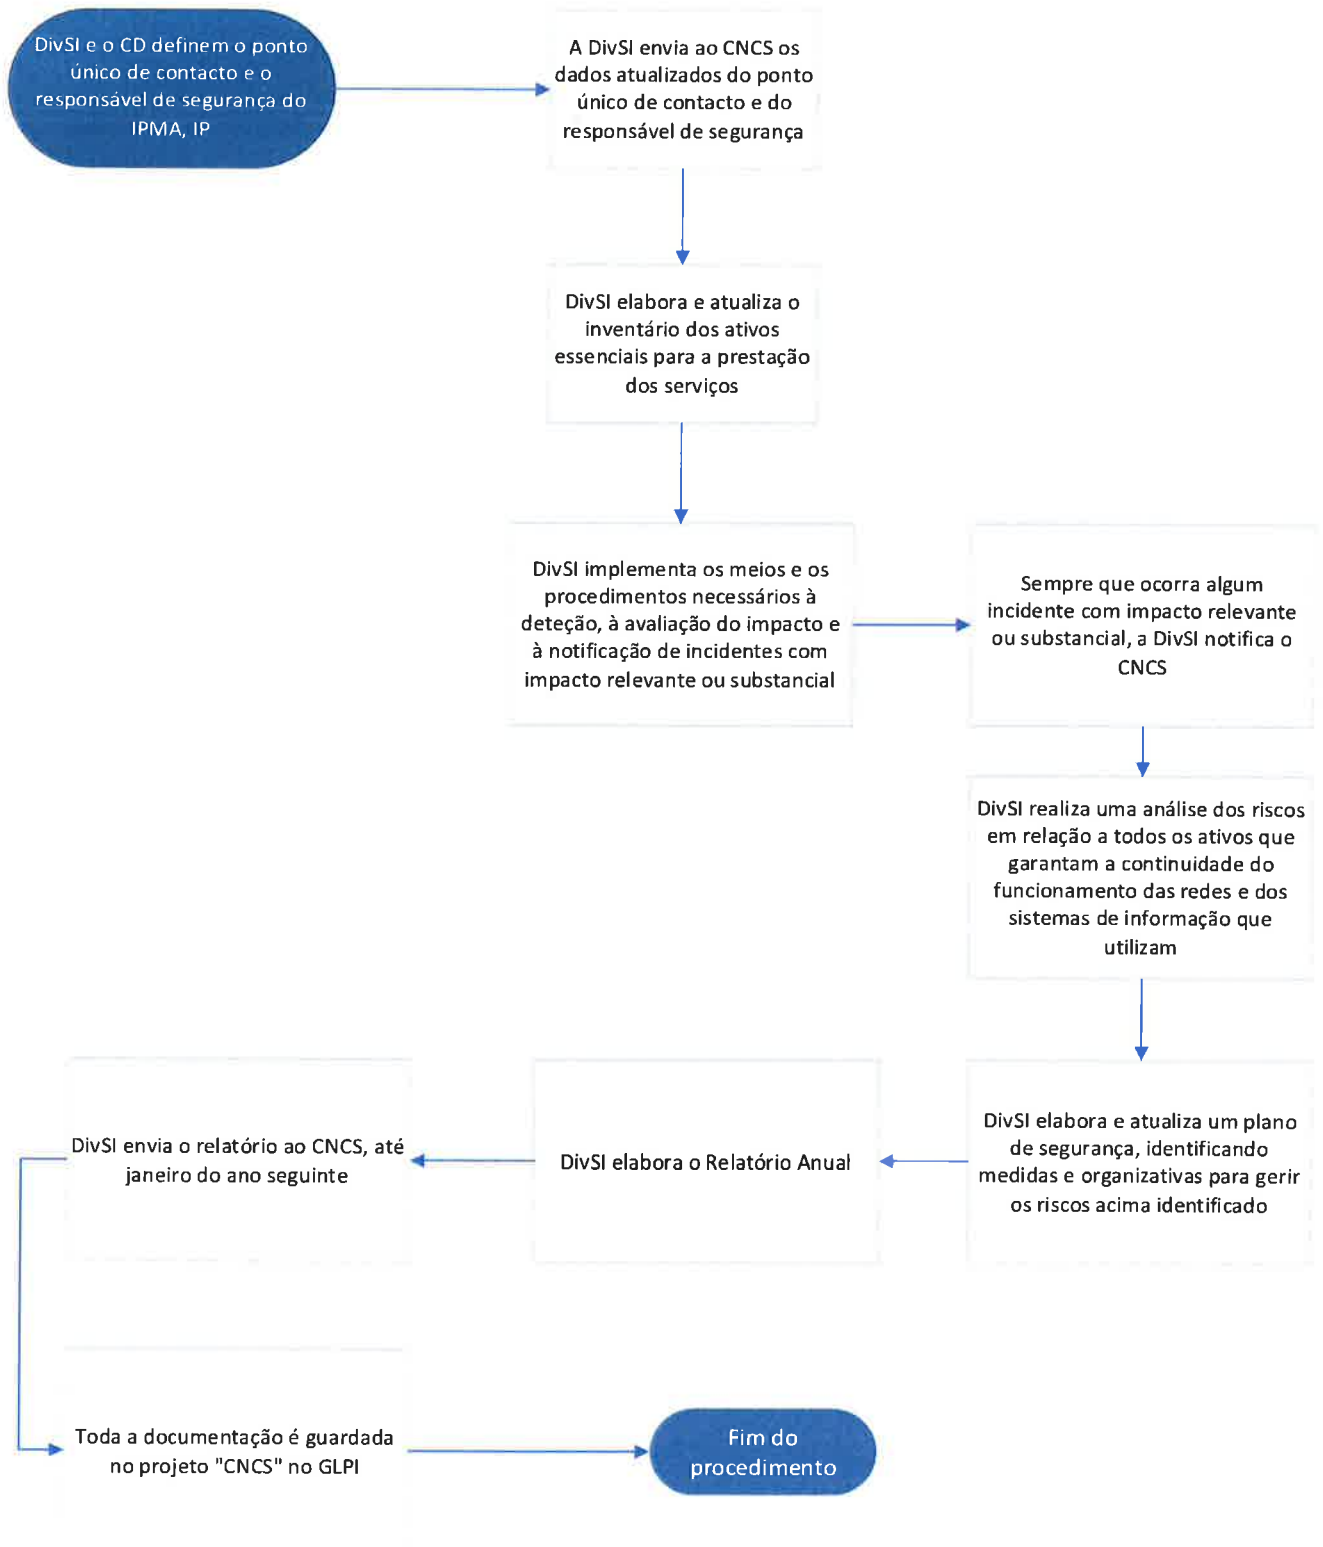 DivSI e o CD definem o ponto
único de contacto e o
responsável de segurança do
IPMA, IP
A DivSI envia ao CNCS os
dados atualizados do ponto
único de contacto e do
responsável de segurança
DivSI elabora e atualiza o
inventário dos ativos
essenciais para a prestação
dos serviços
DivSI implementa os meios e os
procedimentos necessários à
deteção, à avaliação do impacto e
à notificação de incidentes com
impacto relevante ou substancial
Sempre que ocorra algum
incidente com impacto relevante
ou substancial, a DivSI notifica o
CNCS
DivSI realiza uma análise dos riscos
em relação a todos os ativos que
garantam a continuidade do
funcionamento das redes e dos
sistemas de informação que
utilizam
DivSI elabora e atualiza um plano
de segurança, identificando
medidas e organizativas para gerir
os riscos acima identificado
DivSI elabora o Relatório Anual
DivSI envia o relatório ao CNCS, até
janeiro do ano seguinte
Toda a documentação é guardada
no projeto "CNCS" no GLPI
Fim do
procedimento